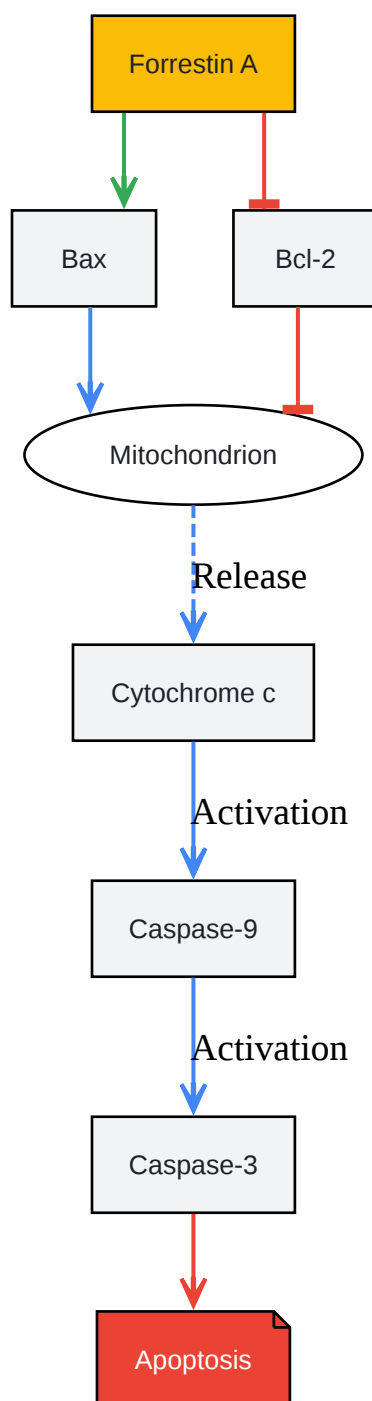 Forrestin A
Bax
Bcl-2
Mitochondrion
Release
Cytochrome c
Activation
Caspase-9
Activation
Caspase-3
Apoptosis